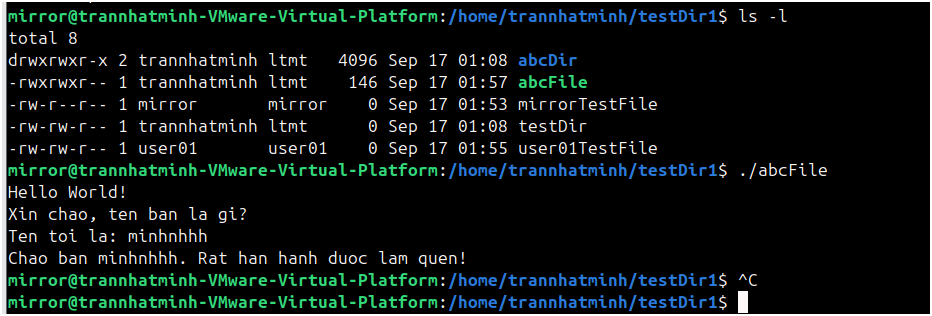 mirror@trannhatminh-VMware-Virtual-Platform:/home/trannhatminh/testDir1$ ls -l
total 8
drwxrwxr-x 2 trannhatminh ltmt   4096 Sep 17 01:08 abcDir
-rwxrwxr-- 1 trannhatminh ltmt    146 Sep 17 01:57 abcFile
-rw-r--r-- 1 mirror       mirror    0 Sep 17 01:53 mirrorTestFile
-rw-rw-r-- 1 trannhatminh ltmt      0 Sep 17 01:08 testDir
-rw-rw-r-- 1 user01       user01    0 Sep 17 01:55 user01TestFile
mirror@trannhatminh-VMware-Virtual-Platform:/home/trannhatminh/testDir1$ ./abcFile
Hello World!
Xin chao, ten ban la gi?
Ten toi la: minhnhhh
Chao ban minhnhhh. Rat han hanh duoc lam quen!
mirror@trannhatminh-VMware-Virtual-Platform:/home/trannhatminh/testDir1$ ^C
mirror@trannhatminh-VMware-Virtual-Platform:/home/trannhatminh/testDir1$